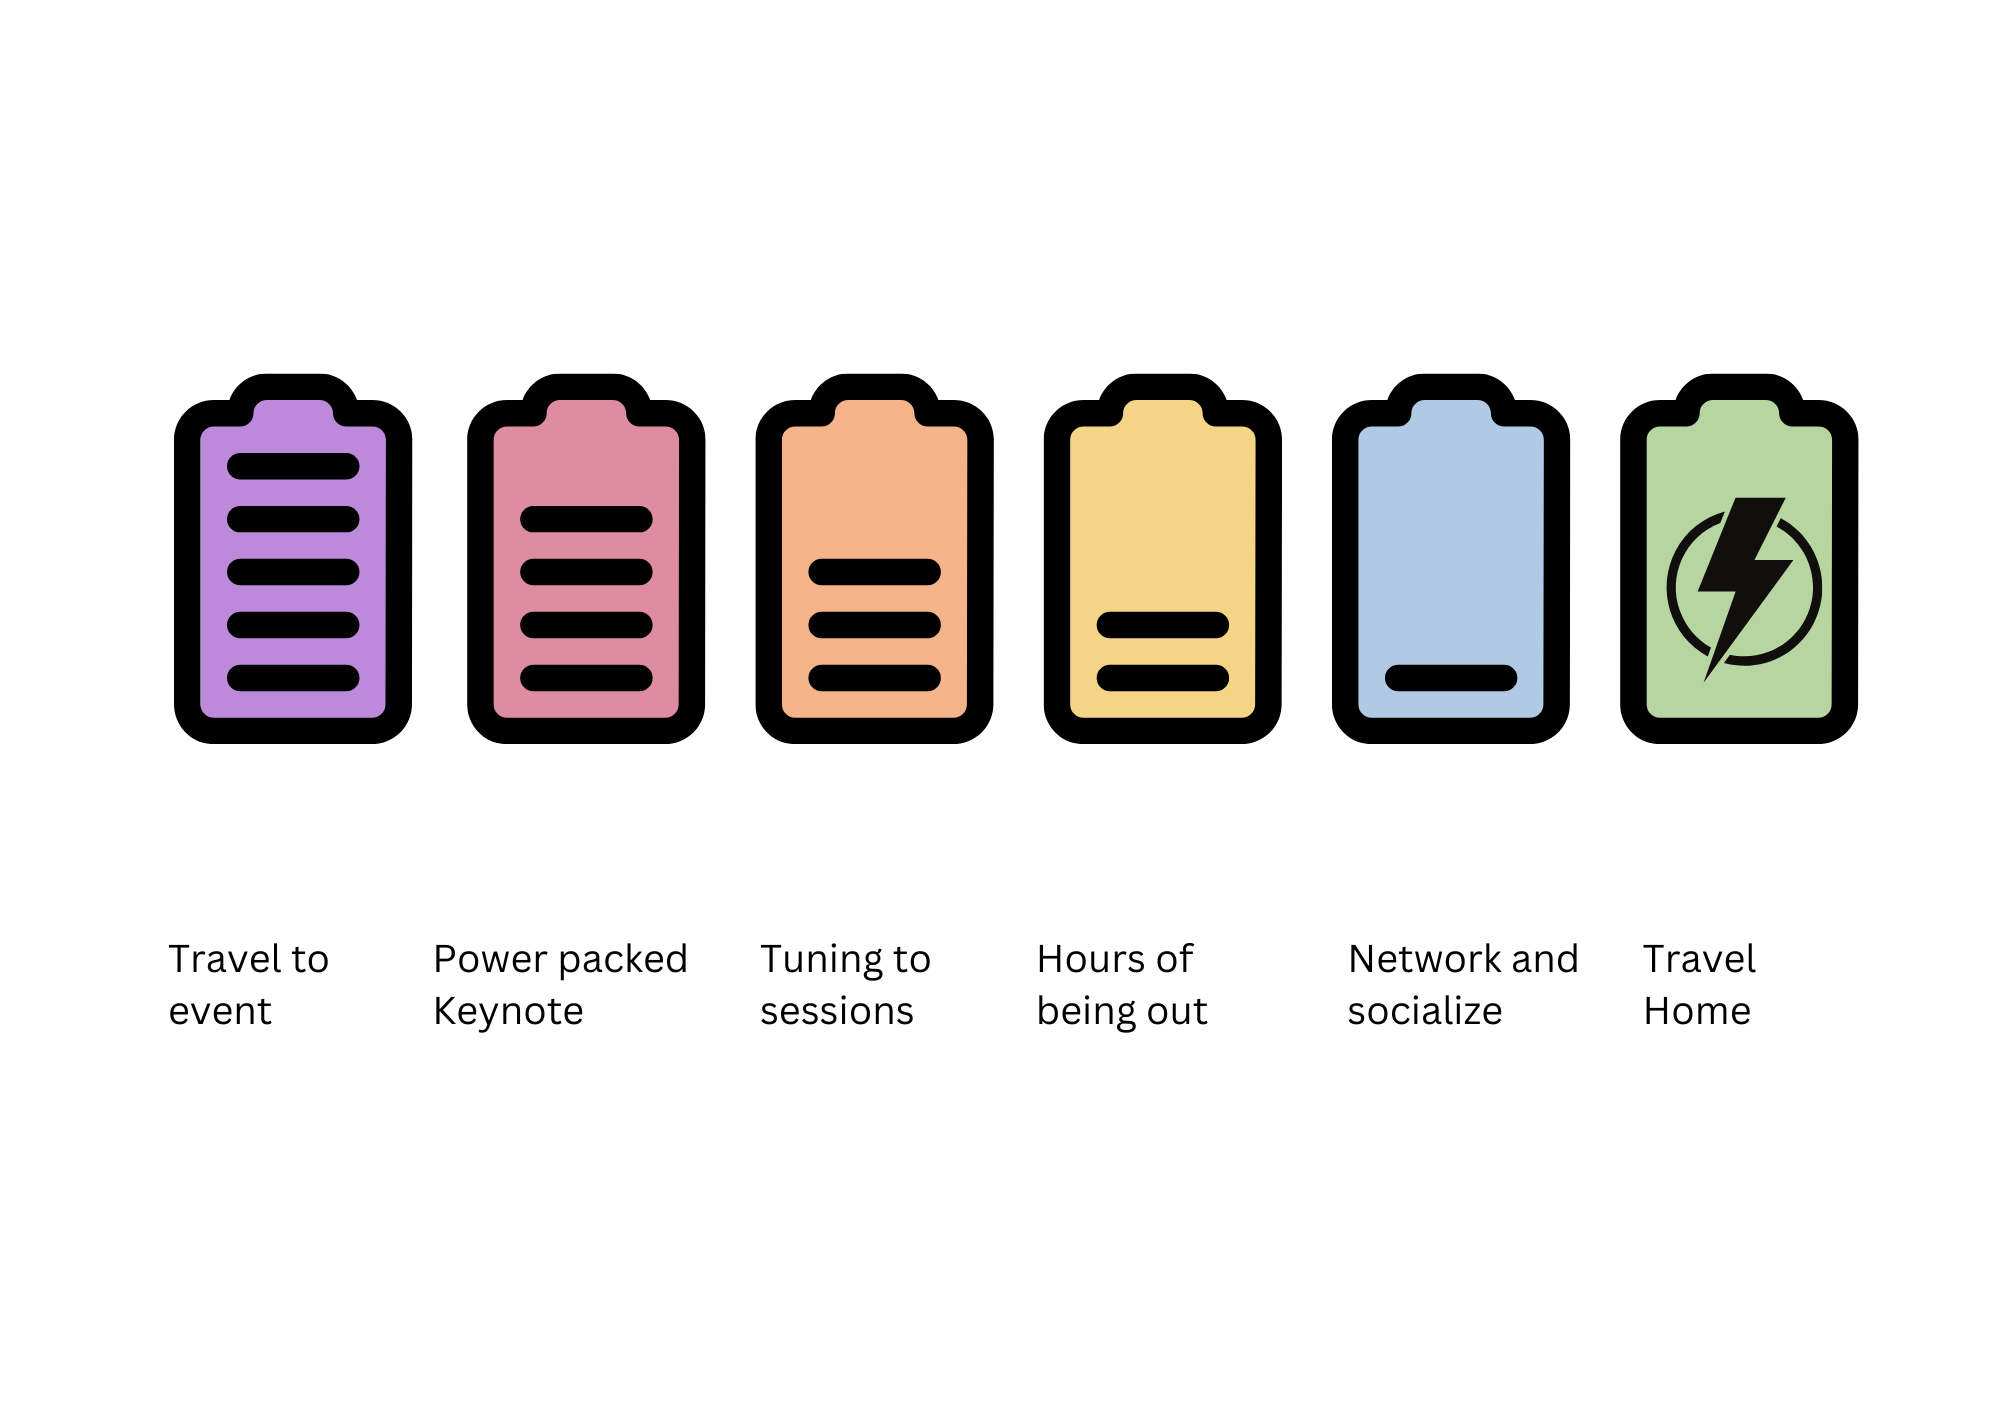 Travel to
event
Power packed
Keynote
Tuning to
sessions
Hours of
being out
Network and
socialize
Travel
Home